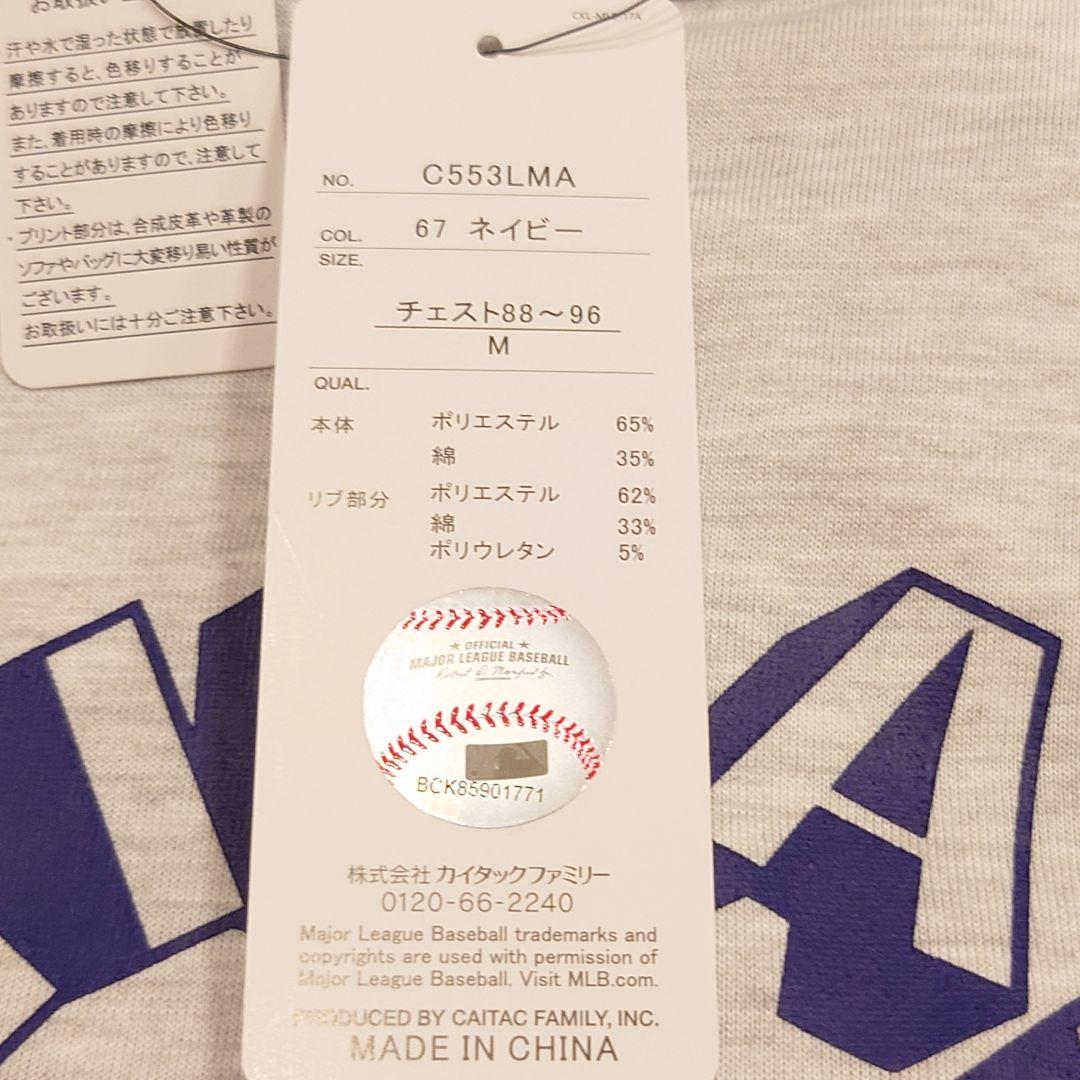 お取扱い
汗や水で湿った状態で放置したり
摩擦すると、色移りすることが
ありますので注意して下さい。
また、着用時の摩擦により色移り
することがありますので、注意して
下さい。
・プリント部分は、合成皮革や革製の
ソファやバッグに大変移り易い性質が
ございます。
お取扱いには十分ご注意下さい。
NO. C553LMA
COL. 67 ネイビー
SIZE.
チェスト88～96
M
QUAL.
本体 ポリエステル 65%
綿 35%
リブ部分 ポリエステル 62%
綿 33%
ポリウレタン 5%
★ OFFICIAL ★
MAJOR LEAGUE BASEBALL
BCK85901771
株式会社 カイタックファミリー
0120-66-2240
Major League Baseball trademarks and
copyrights are used with permission of
Major League Baseball. Visit MLB.com.
PRODUCED BY CAITAC FAMILY, INC.
MADE IN CHINA
A